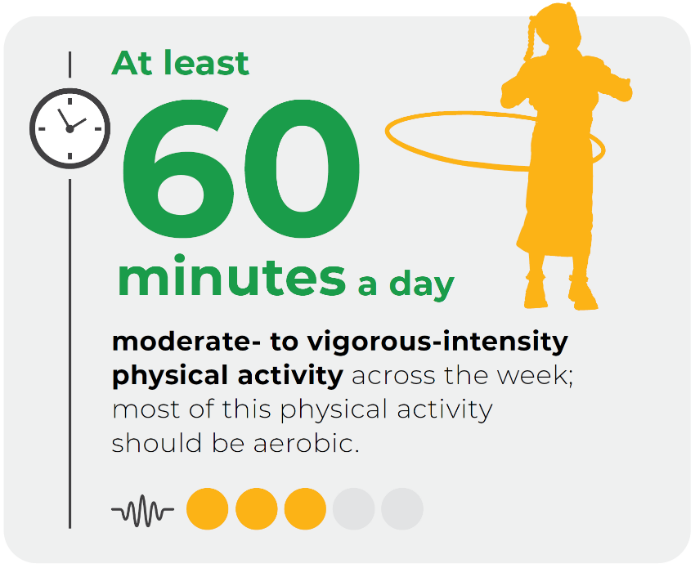 At least
60
minutes a day
moderate- to vigorous-intensity
physical activity across the week;
most of this physical activity
should be aerobic.